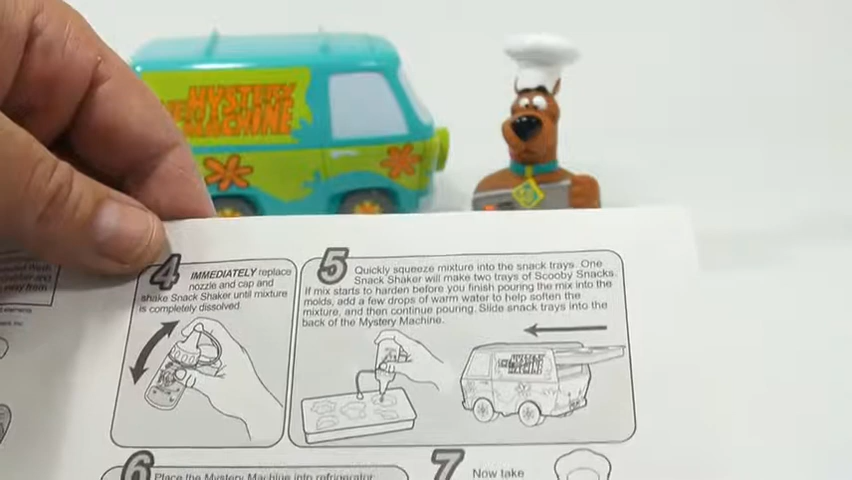 MYSTERY
MACHINE
4 IMMEDIATELY replace
nozzle and cap and
shake Snack Shaker until mixture
is completely dissolved.
5 Quickly squeeze mixture into the snack trays. One
Snack Shaker will make two trays of Scooby Snacks.
If mix starts to harden before you finish pouring the mix into the
molds, add a few drops of warm water to help soften the
mixture, and then continue pouring. Slide snack trays into the
back of the Mystery Machine.
6 Place the Mystery Machine into refrigerator
7 Now take